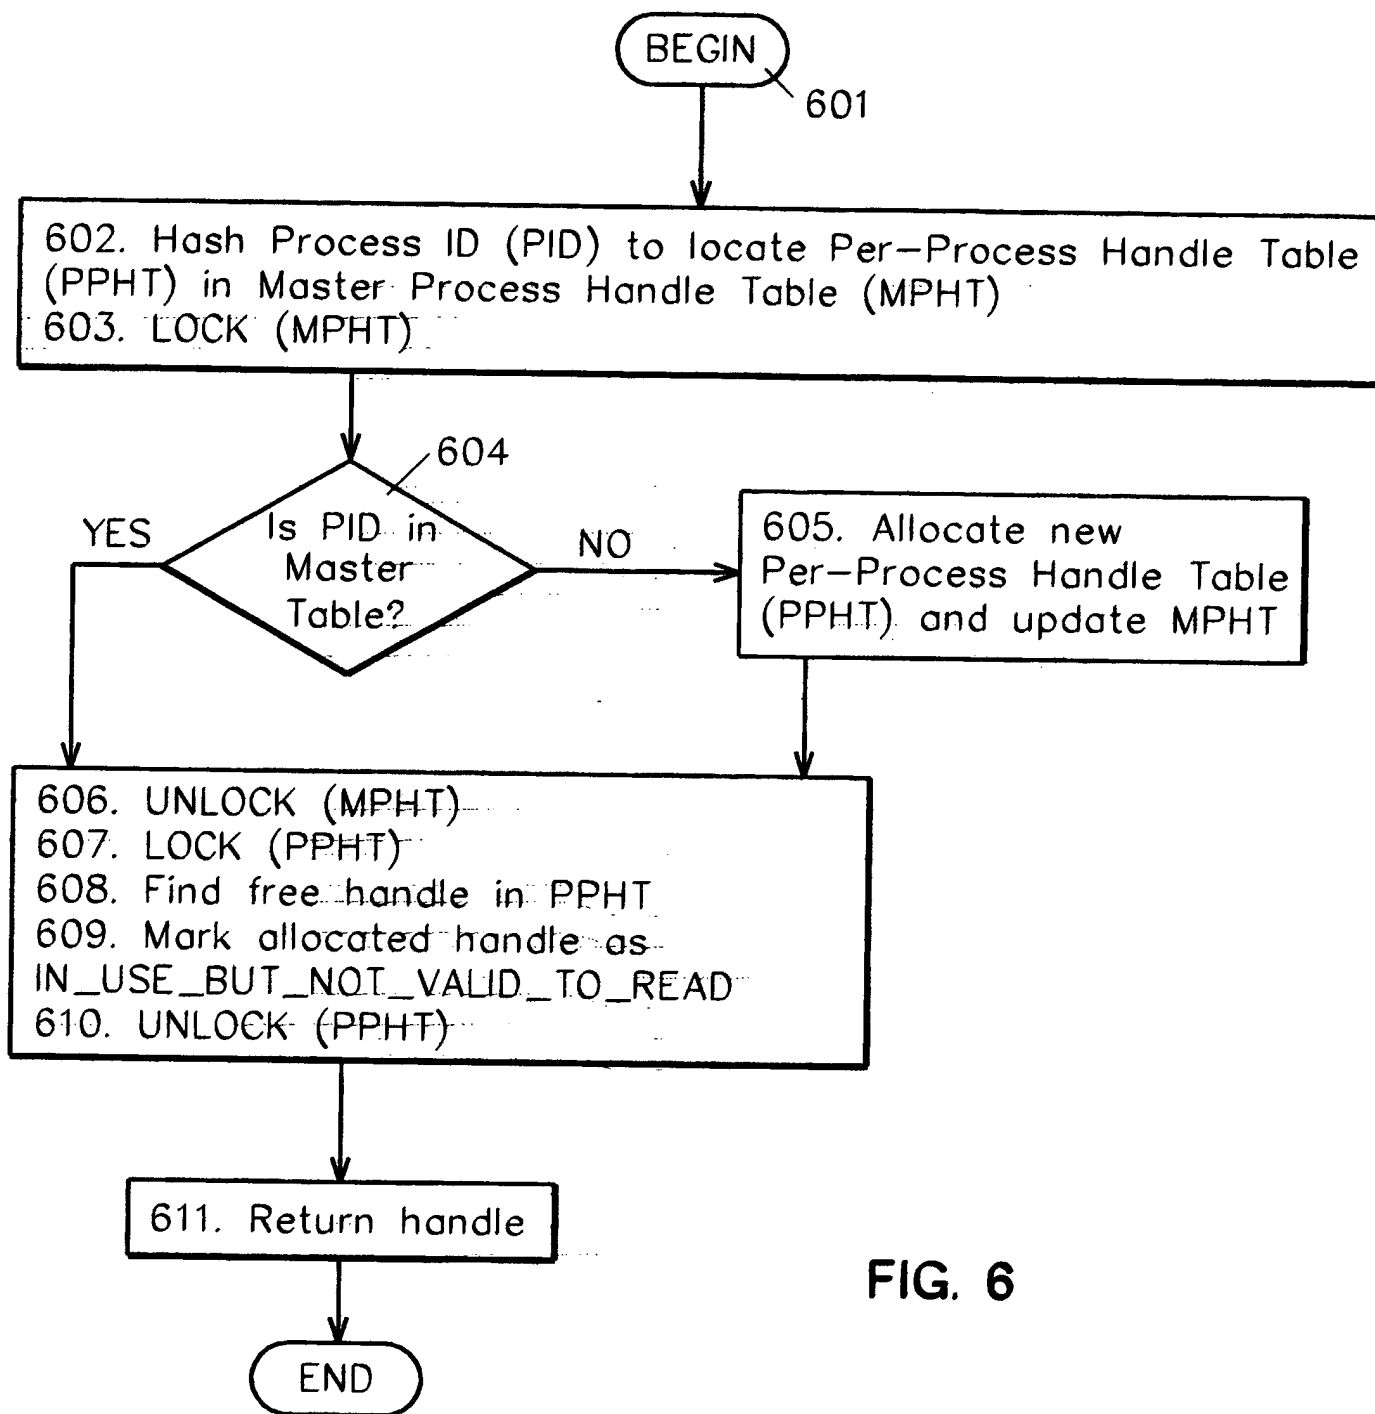 BEGIN
601
602. Hash Process ID (PID) to locate Per-Process Handle Table
(PPHT) in Master Process Handle Table (MPHT)
603. LOCK (MPHT)
604
YES
Is PID in
Master
Table?
NO
605. Allocate new
Per-Process Handle Table
(PPHT) and update MPHT
606. UNLOCK (MPHT)
607. LOCK (PPHT)
608. Find free handle in PPHT
609. Mark allocated handle as
IN_USE_BUT_NOT_VALID_TO_READ
610. UNLOCK (PPHT)
611. Return handle
FIG. 6
END